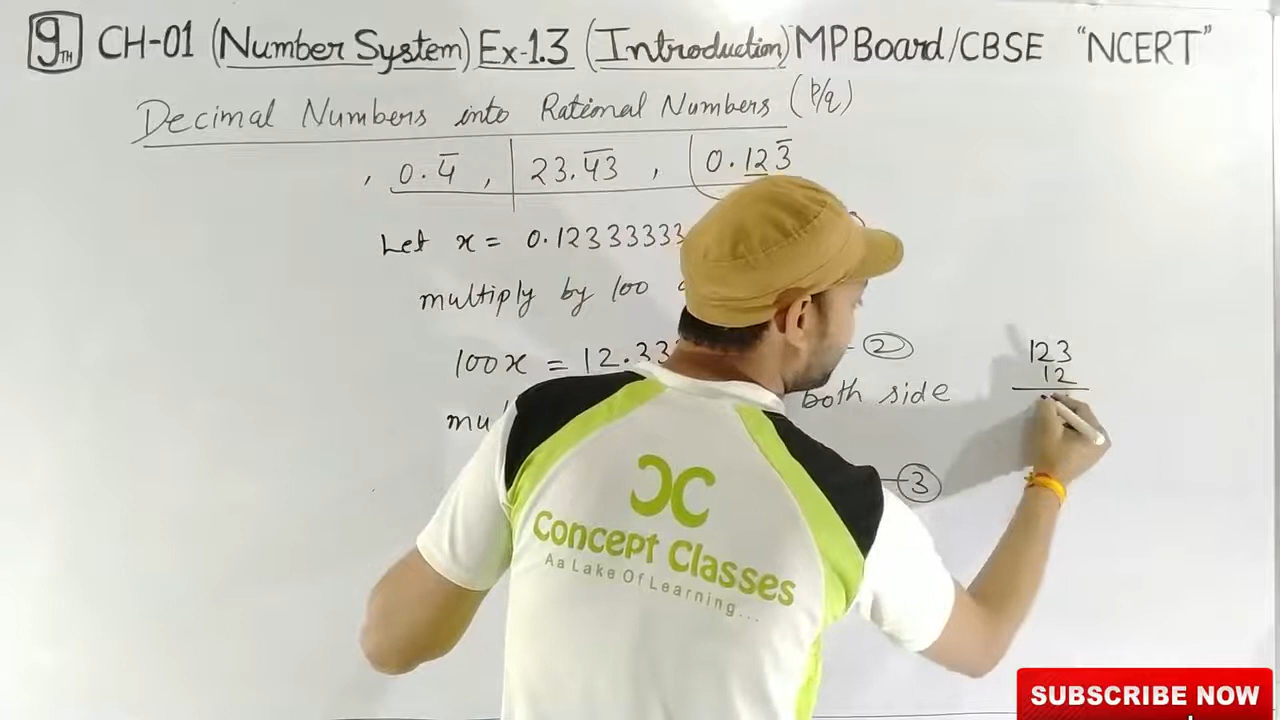 9TH CH-01 (Number System) Ex-1.3 (Introduction) MP Board/CBSE "NCERT"
Decimal Numbers into Rational Numbers (p/q)
, 0.4̅ , | 23.4̅3̅ , | 0.123̅
Let x = 0.12333333
multiply by 100
100x = 12.33 - ②
both side
③
123
12
Concept Classes
Aa Lake Of Learning...
SUBSCRIBE NOW